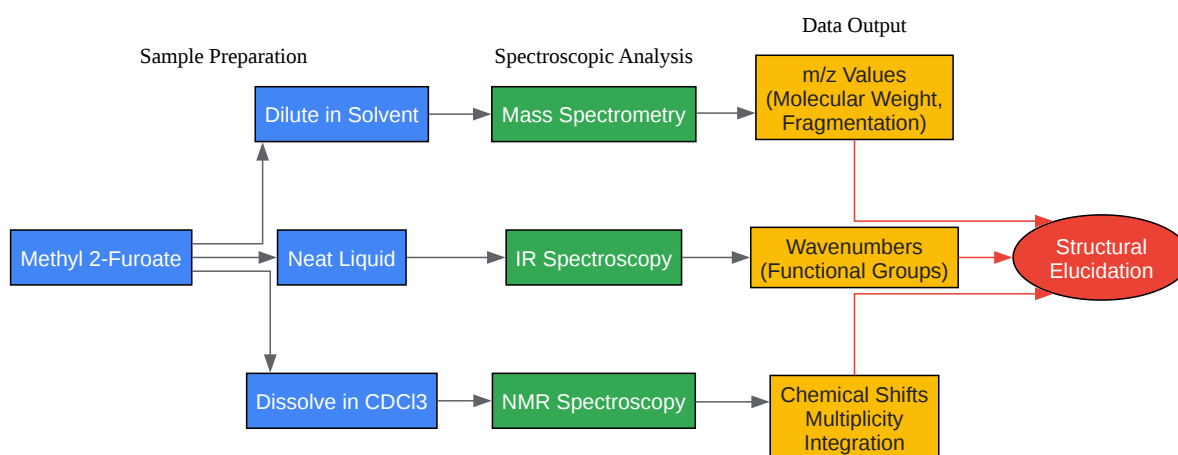 Data Output
Sample Preparation
Spectroscopic Analysis
m/z Values
(Molecular Weight,
Fragmentation)
Dilute in Solvent
Mass Spectrometry
Methyl 2-Furoate
Neat Liquid
IR Spectroscopy
Wavenumbers
(Functional Groups)
Structural
Elucidation
Dissolve in CDCl3
NMR Spectroscopy
Chemical Shifts
Multiplicity
Integration